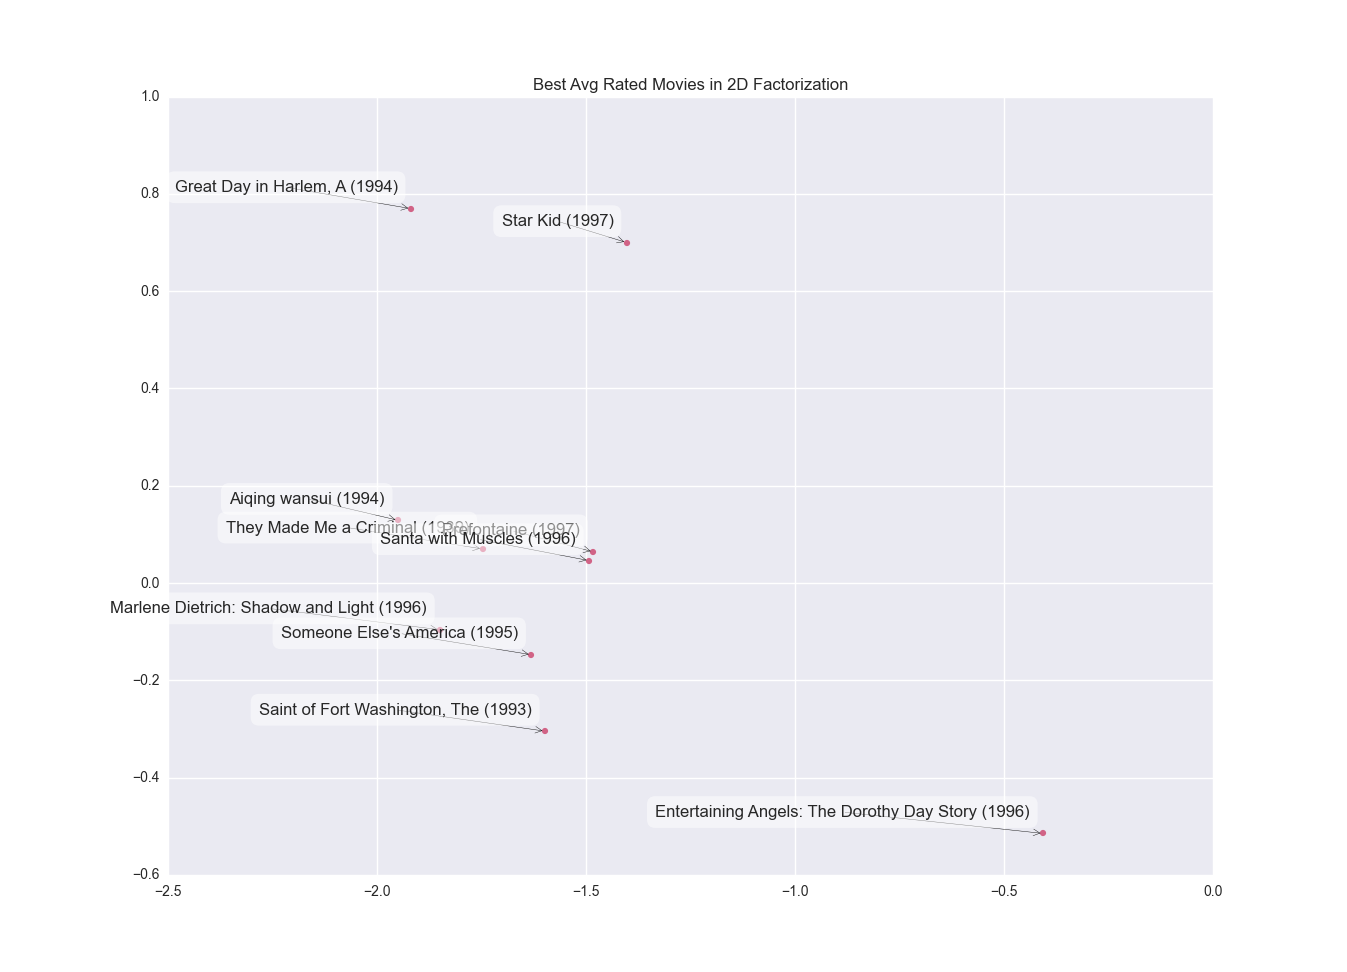 Best Avg Rated Movies in 2D Factorization
1.0
0.8
0.6
0.4
0.2
0.0
−0.2
−0.4
−0.6
Great Day in Harlem, A (1994)
Star Kid (1997)
Aiqing wansui (1994)
They Made Me a Criminal
Prefontaine (1997)
Santa with Muscles (1996)
Marlene Dietrich: Shadow and Light (1996)
Someone Else's America (1995)
Saint of Fort Washington, The (1993)
Entertaining Angels: The Dorothy Day Story (1996)
−2.5 −2.0 −1.5 −1.0 −0.5 0.0